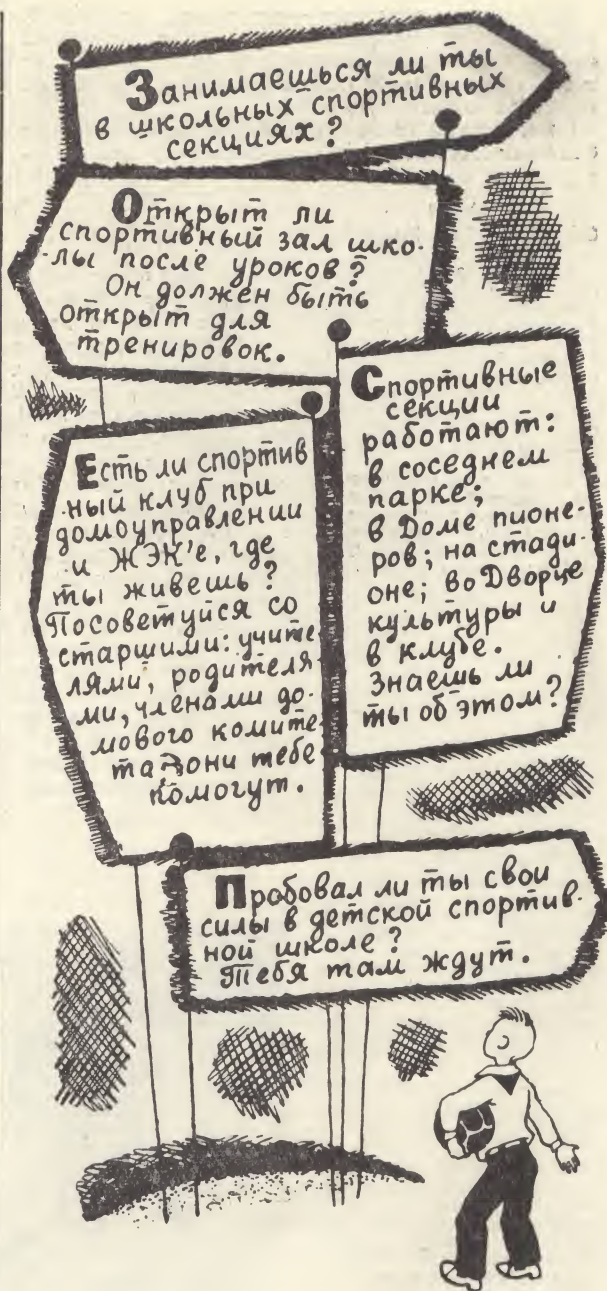 Занимаешься ли ты
в школьных спортивных
секциях?
Открыт ли
спортивный зал шко-
лы после уроков?
Он должен быть
открыт для
тренировок.
Спортивные
секции
работают:
в соседнем
парке;
в Доме пионе-
ров; на стади-
оне; во Дворце
культуры и
в клубе.
Знаешь ли
ты об этом?
Есть ли спортив
ный клуб при
домоуправлении
и ЖЭК'е, где
ты живешь?
Посоветуйся со
старшими: учите-
лями, родителя-
ми, членами до-
мового комите-
та - они тебе
помогут.
Пробовал ли ты свои
силы в детской спортив-
ной школе?
Тебя там ждут.